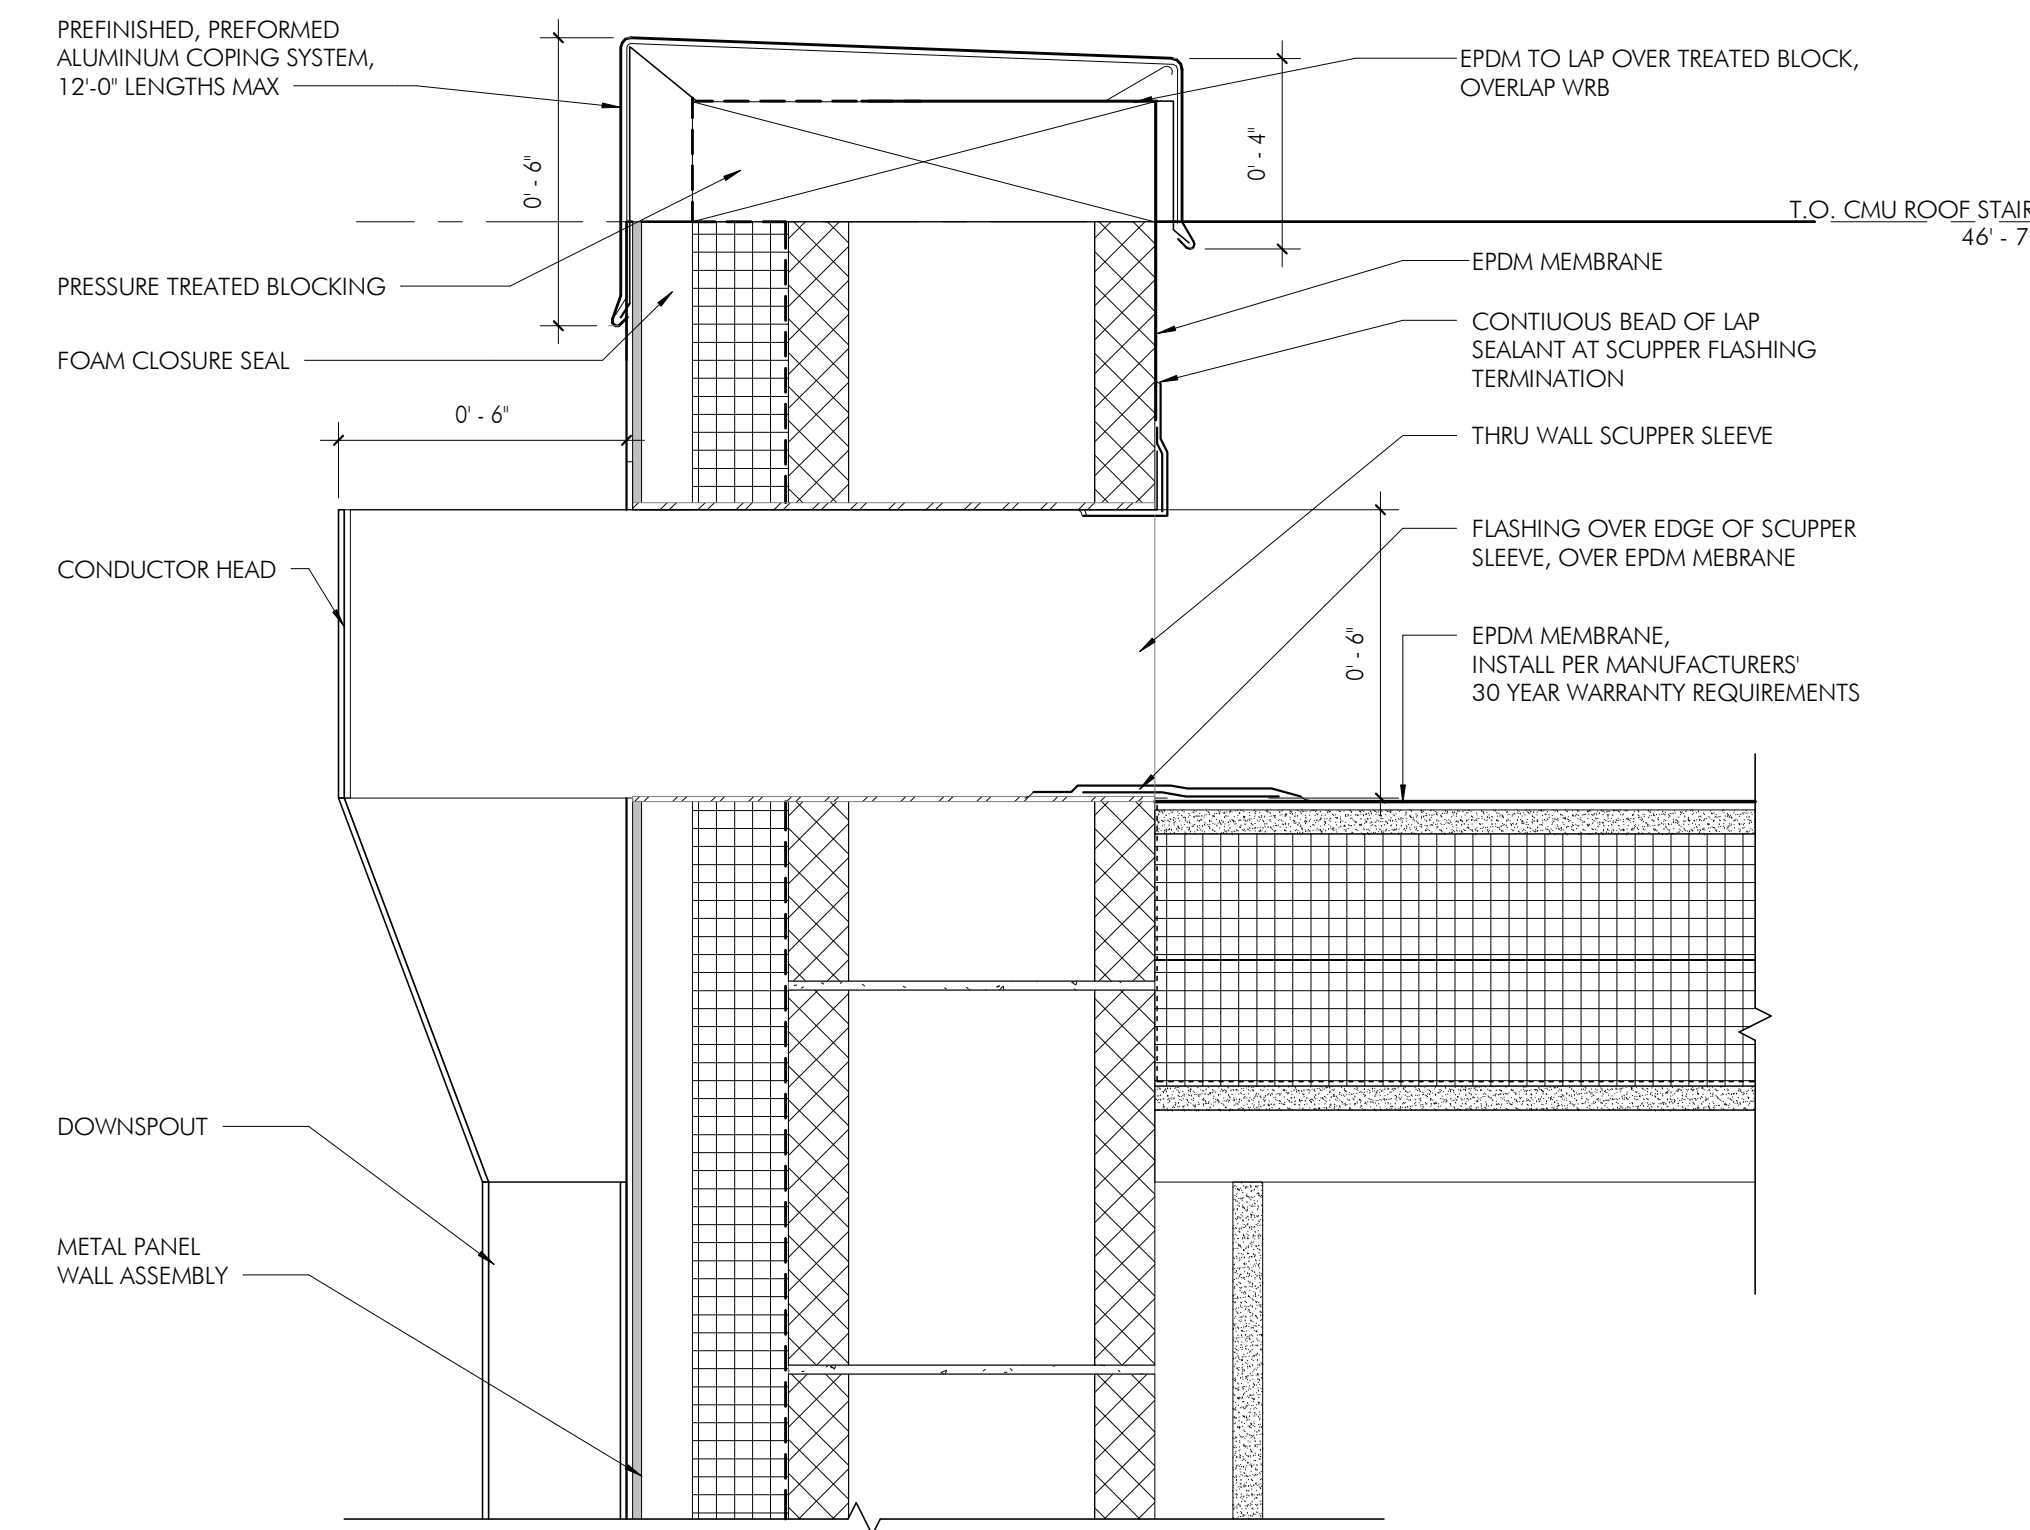 PREFINISHED, PREFORMED
ALUMINUM COPING SYSTEM,
12'-0" LENGTHS MAX
EPDM TO LAP OVER TREATED BLOCK,
OVERLAP WRB
0' - 6"
0' - 4"
T.O. CMU ROOF STAIR
46' - 7
PRESSURE TREATED BLOCKING
EPDM MEMBRANE
FOAM CLOSURE SEAL
CONTIUOUS BEAD OF LAP
SEALANT AT SCUPPER FLASHING
TERMINATION
0' - 6"
THRU WALL SCUPPER SLEEVE
FLASHING OVER EDGE OF SCUPPER
SLEEVE, OVER EPDM MEBRANE
CONDUCTOR HEAD
0' - 6"
EPDM MEMBRANE,
INSTALL PER MANUFACTURERS'
30 YEAR WARRANTY REQUIREMENTS
DOWNSPOUT
METAL PANEL
WALL ASSEMBLY